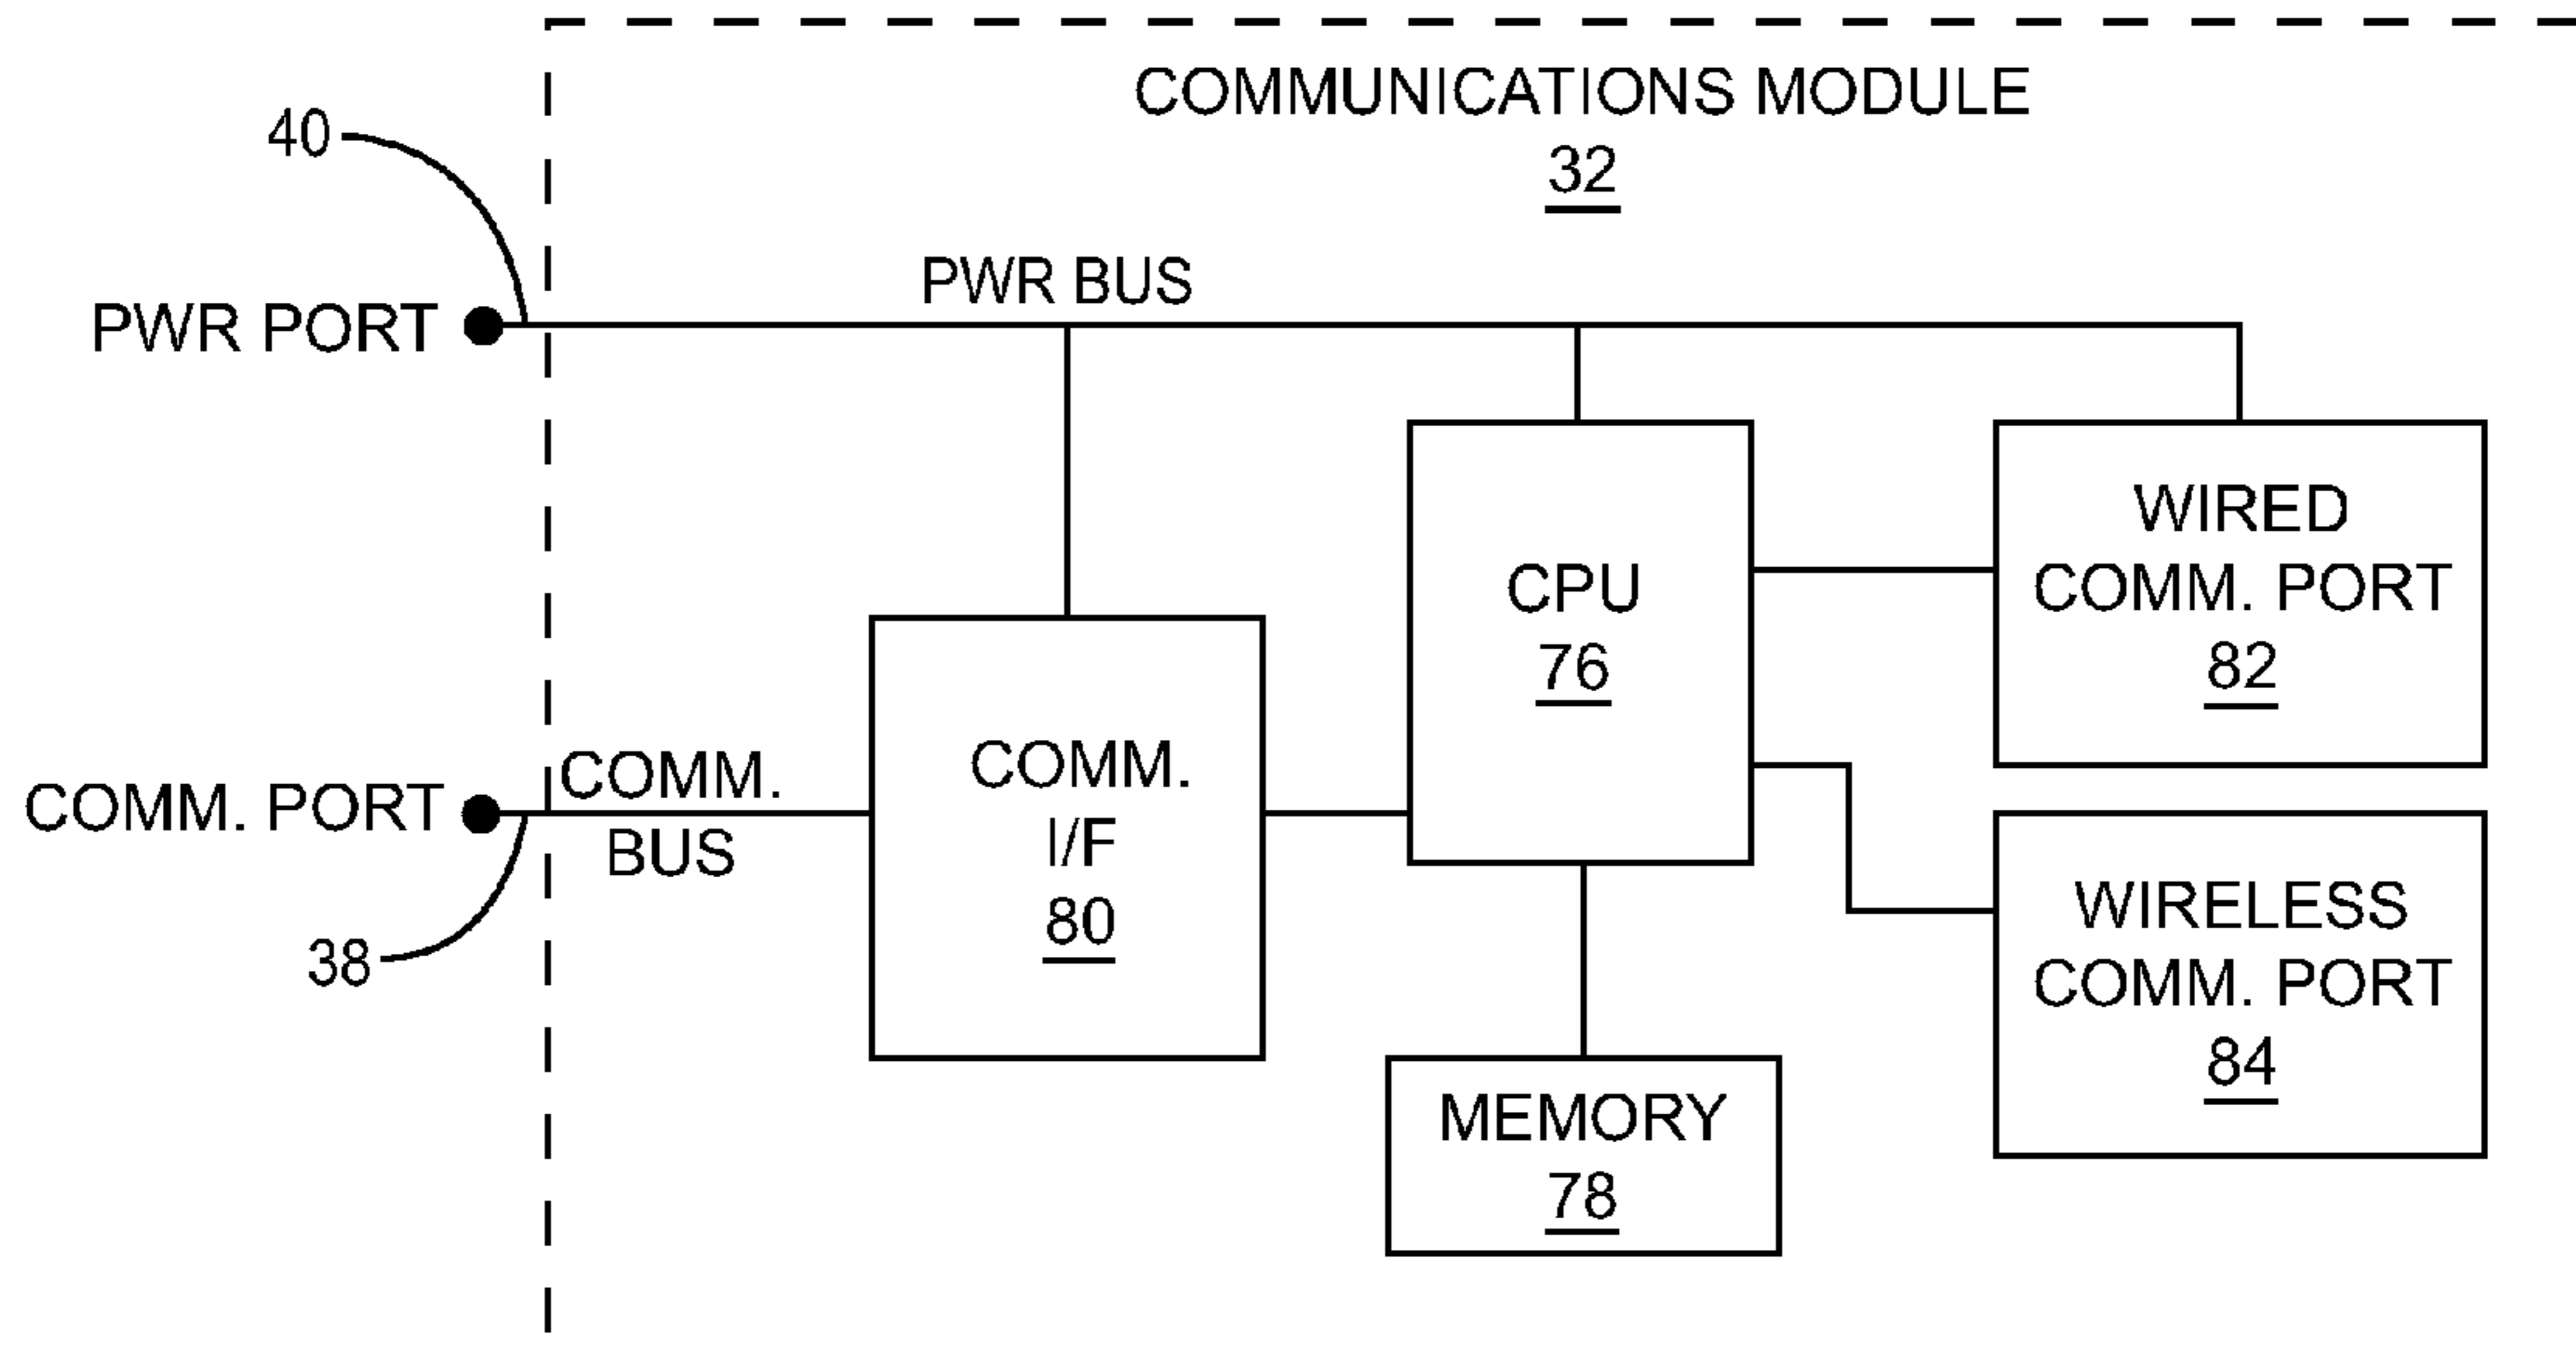 COMMUNICATIONS MODULE
32
40
PWR BUS
PWR PORT
WIRED
COMM. PORT
82
CPU
76
COMM. PORT
COMM.
BUS
38
COMM.
I/F
80
WIRELESS
COMM. PORT
84
MEMORY
78